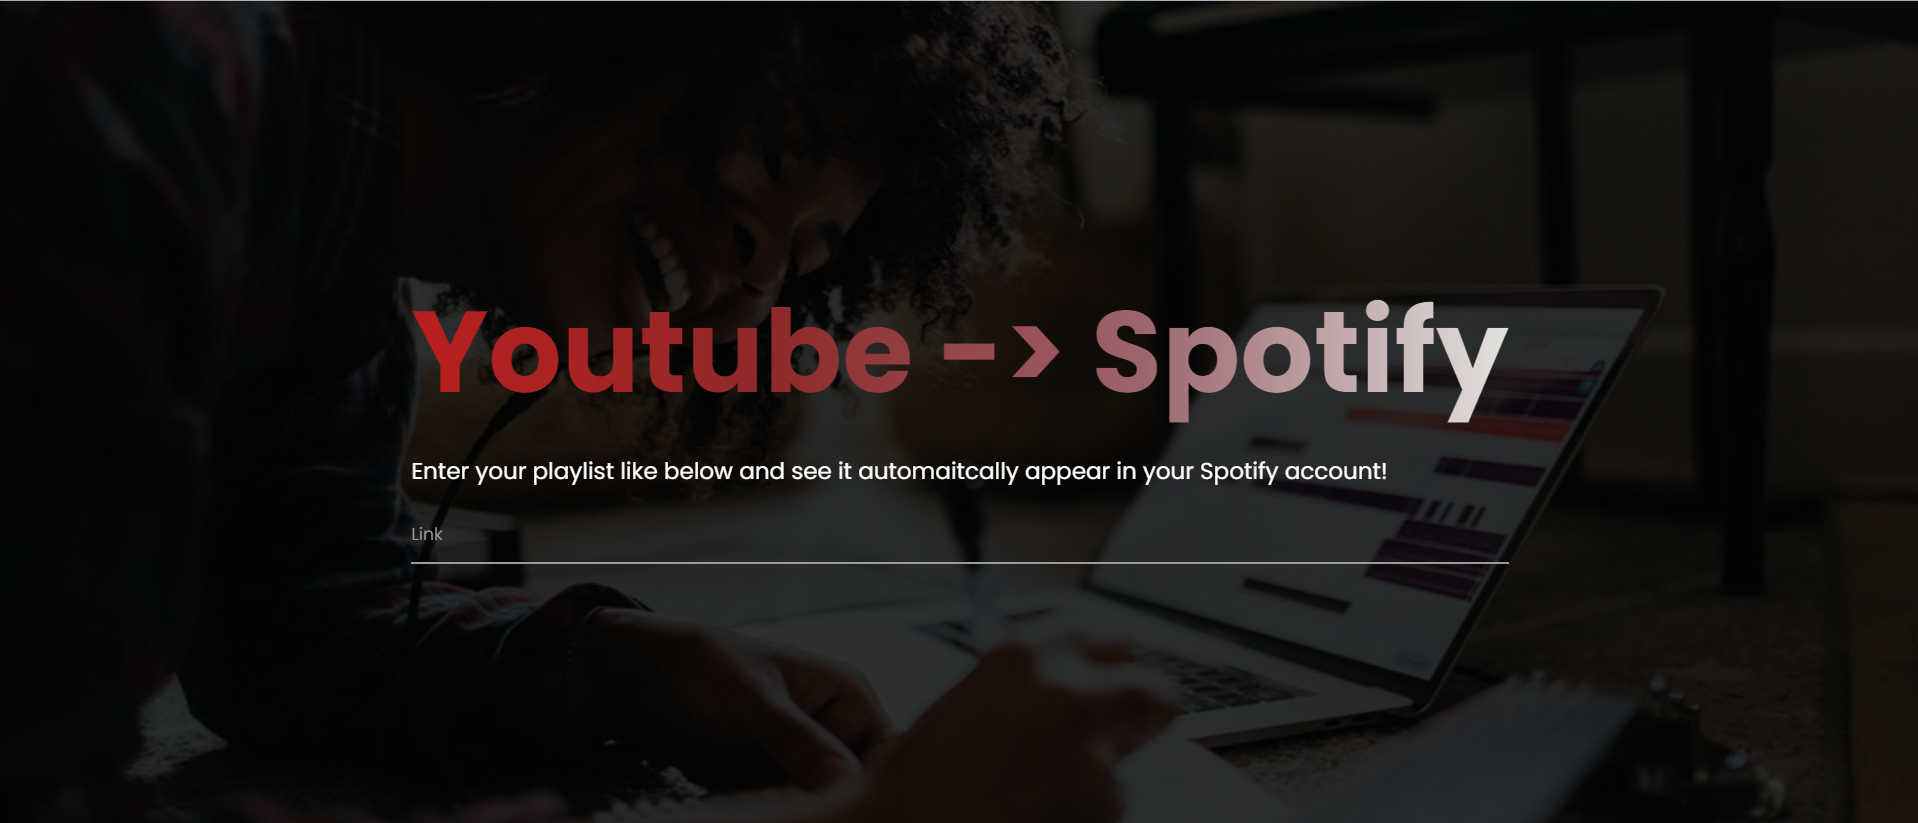 Youtube -> Spotify
Enter your playlist like below and see it automaitcally appear in your Spotify account!
Link